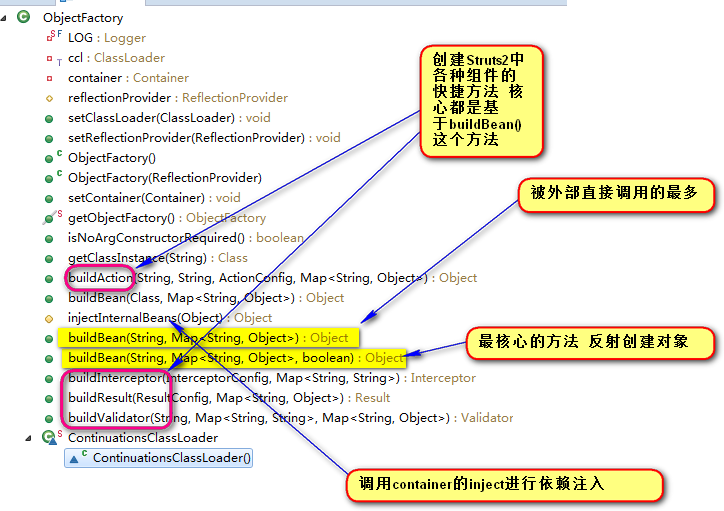 ObjectFactory
LOG : Logger
ccl : ClassLoader
container : Container
reflectionProvider : ReflectionProvider
setClassLoader(ClassLoader) : void
setReflectionProvider(ReflectionProvider) : void
ObjectFactory()
ObjectFactory(ReflectionProvider)
setContainer(Container) : void
getObjectFactory() : ObjectFactory
isNoArgConstructorRequired() : boolean
getClassInstance(String) : Class
buildAction(String, String, ActionConfig, Map<String, Object>) : Object
buildBean(Class, Map<String, Object>) : Object
injectInternalBeans(Object) : Object
buildBean(String, Map<String, Object>) : Object
buildBean(String, Map<String, Object>, boolean) : Object
buildInterceptor(InterceptorConfig, Map<String, String>) : Interceptor
buildResult(ResultConfig, Map<String, Object>) : Result
buildValidator(String, Map<String, String>, Map<String, Object>) : Validator
ContinuationsClassLoader
ContinuationsClassLoader()
创建Struts2中
各种组件的
快捷方法 核
心都是基
于buildBean()
这个方法
被外部直接调用的最多
最核心的方法 反射创建对象
调用container的inject进行依赖注入